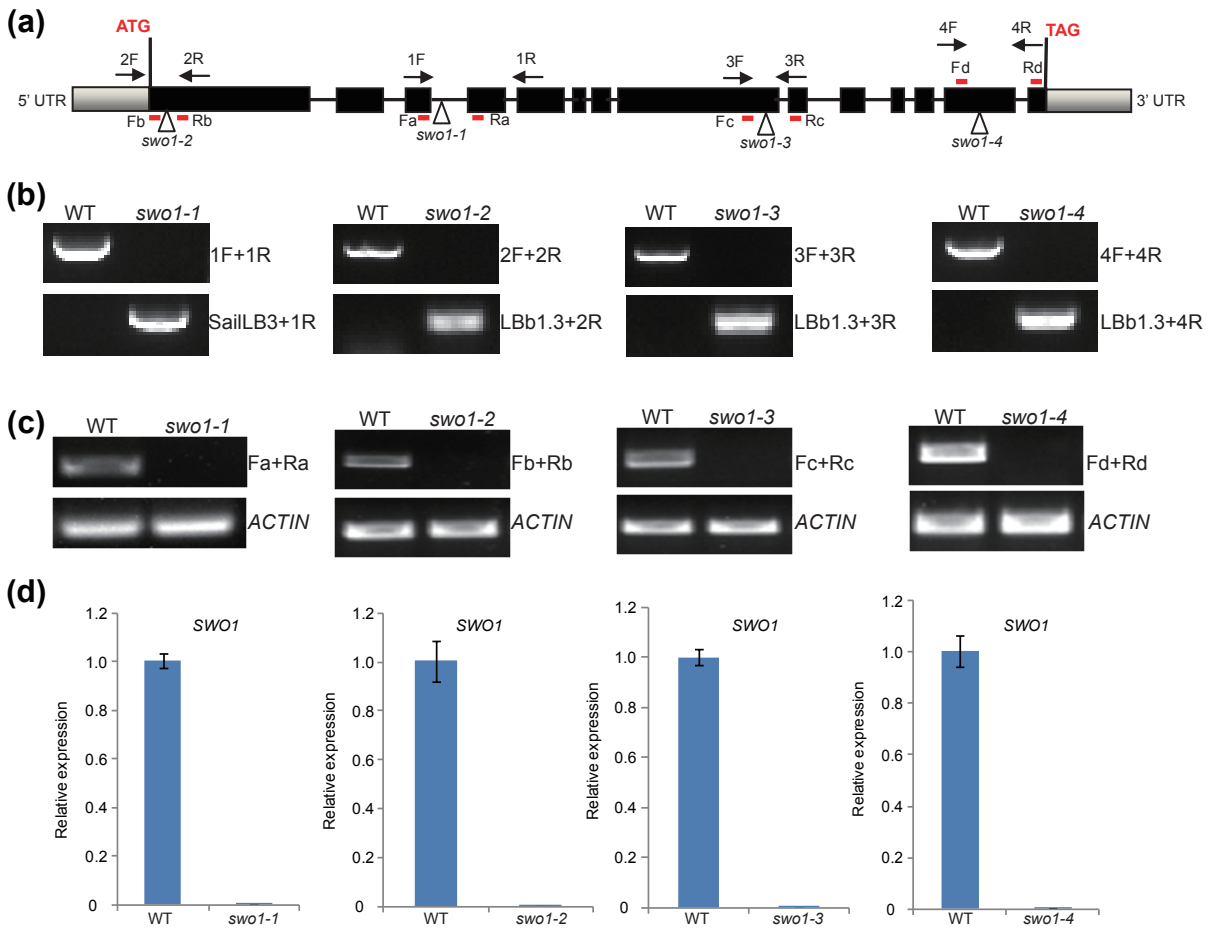 (a)
ATG
TAG
2F
2R
1F
1R
3F
3R
4F
4R
Fd
Rd
5' UTR
3' UTR
Fb
Rb
Fa
Ra
Fc
Rc
swo1-2
swo1-1
swo1-3
swo1-4
(b)
WT swo1-1
1F+1R
SailLB3+1R
WT swo1-2
2F+2R
LBb1.3+2R
WT swo1-3
3F+3R
LBb1.3+3R
WT swo1-4
4F+4R
LBb1.3+4R
(c)
WT swo1-1
Fa+Ra
ACTIN
WT swo1-2
Fb+Rb
ACTIN
WT swo1-3
Fc+Rc
ACTIN
WT swo1-4
Fd+Rd
ACTIN
(d)
SWO1
Relative expression
1.2
1.0
0.8
0.6
0.4
0.2
0
WT swo1-1
SWO1
Relative expression
1.2
1.0
0.8
0.6
0.4
0.2
0
WT swo1-2
SWO1
Relative expression
1.2
1.0
0.8
0.6
0.4
0.2
0
WT swo1-3
SWO1
Relative expression
1.2
1.0
0.8
0.6
0.4
0.2
0
WT swo1-4